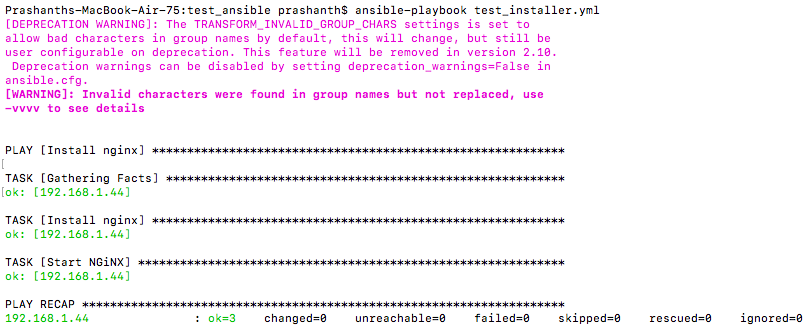 Prashanths-MacBook-Air-75:test_ansible prashanth$ ansible-playbook test_installer.yml
[DEPRECATION WARNING]: The TRANSFORM_INVALID_GROUP_CHARS settings is set to
allow bad characters in group names by default, this will change, but still be
user configurable on deprecation. This feature will be removed in version 2.10.
 Deprecation warnings can be disabled by setting deprecation_warnings=False in
ansible.cfg.
[WARNING]: Invalid characters were found in group names but not replaced, use
-vvvv to see details
PLAY [Install nginx] ***********************************************************
[
TASK [Gathering Facts] *********************************************************
[ok: [192.168.1.44]
TASK [Install nginx] ***********************************************************
ok: [192.168.1.44]
TASK [Start NGiNX] *************************************************************
ok: [192.168.1.44]
PLAY RECAP *********************************************************************
192.168.1.44               : ok=3    changed=0    unreachable=0    failed=0    skipped=0    rescued=0    ignored=0